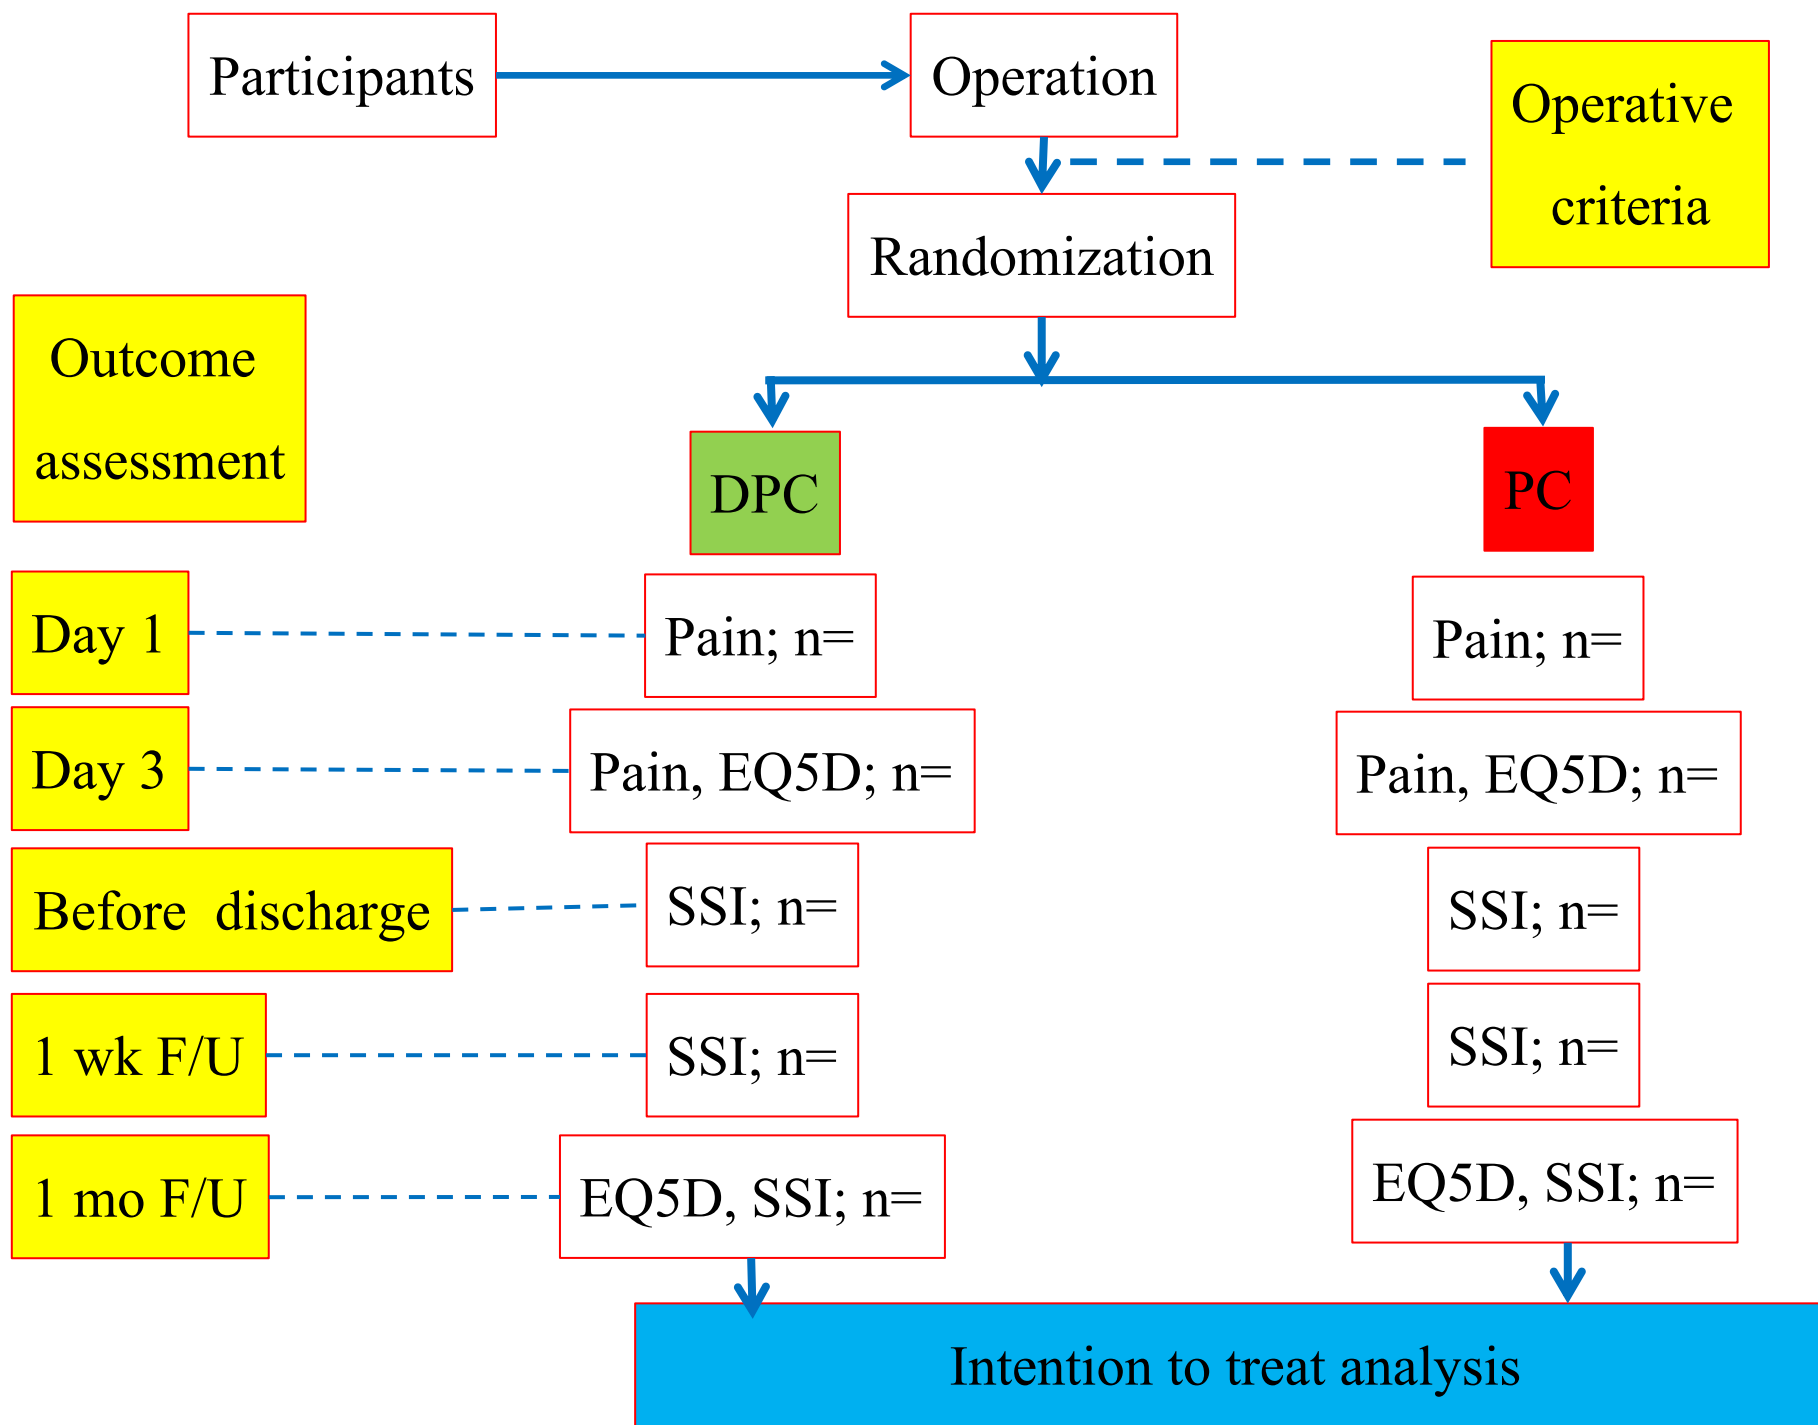 Participants
Operation
Operative
criteria
Randomization
Outcome
assessment
DPC
PC
Day 1
Pain; n=
Pain; n=
Day 3
Pain, EQ5D; n=
Pain, EQ5D; n=
Before discharge
SSI; n=
SSI; n=
1 wk F/U
SSI; n=
SSI; n=
1 mo F/U
EQ5D, SSI; n=
EQ5D, SSI; n=
Intention to treat analysis